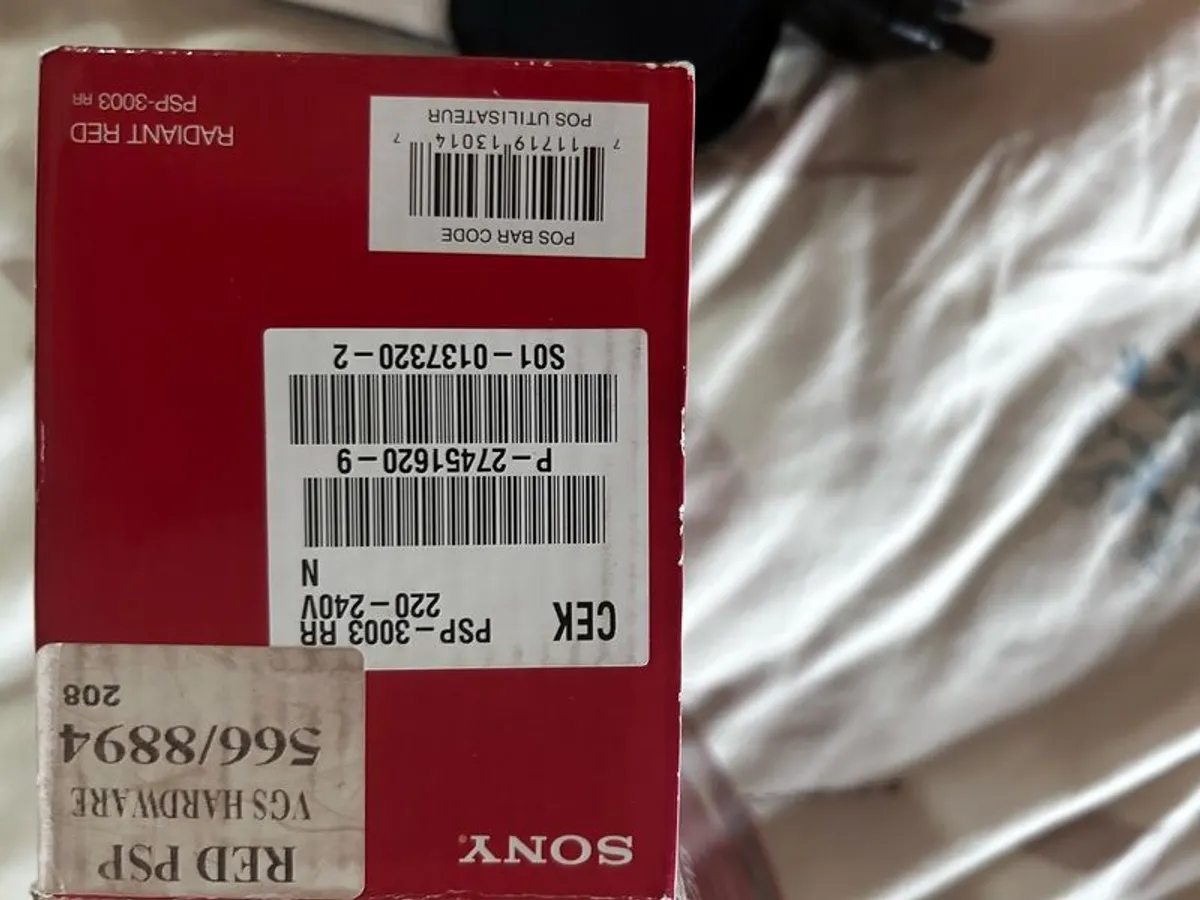 SONY
RED PSP
VGS HARDWARE
566/8894
208
CEK
PSP-3003 RR
220-240V
N
P-27451620-9
S01-0137320-2
POS BAR CODE
7 11719 13014 7
POS UTILISATEUR
RADIANT RED
PSP-3003 RR